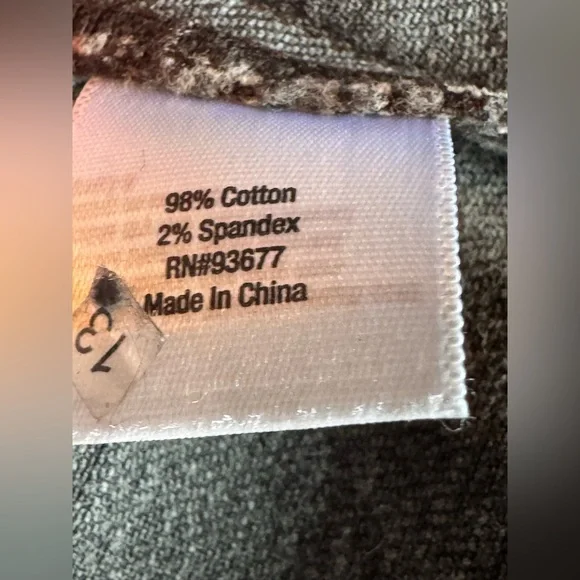 98% Cotton
2% Spandex
RN#93677
Made In China
13